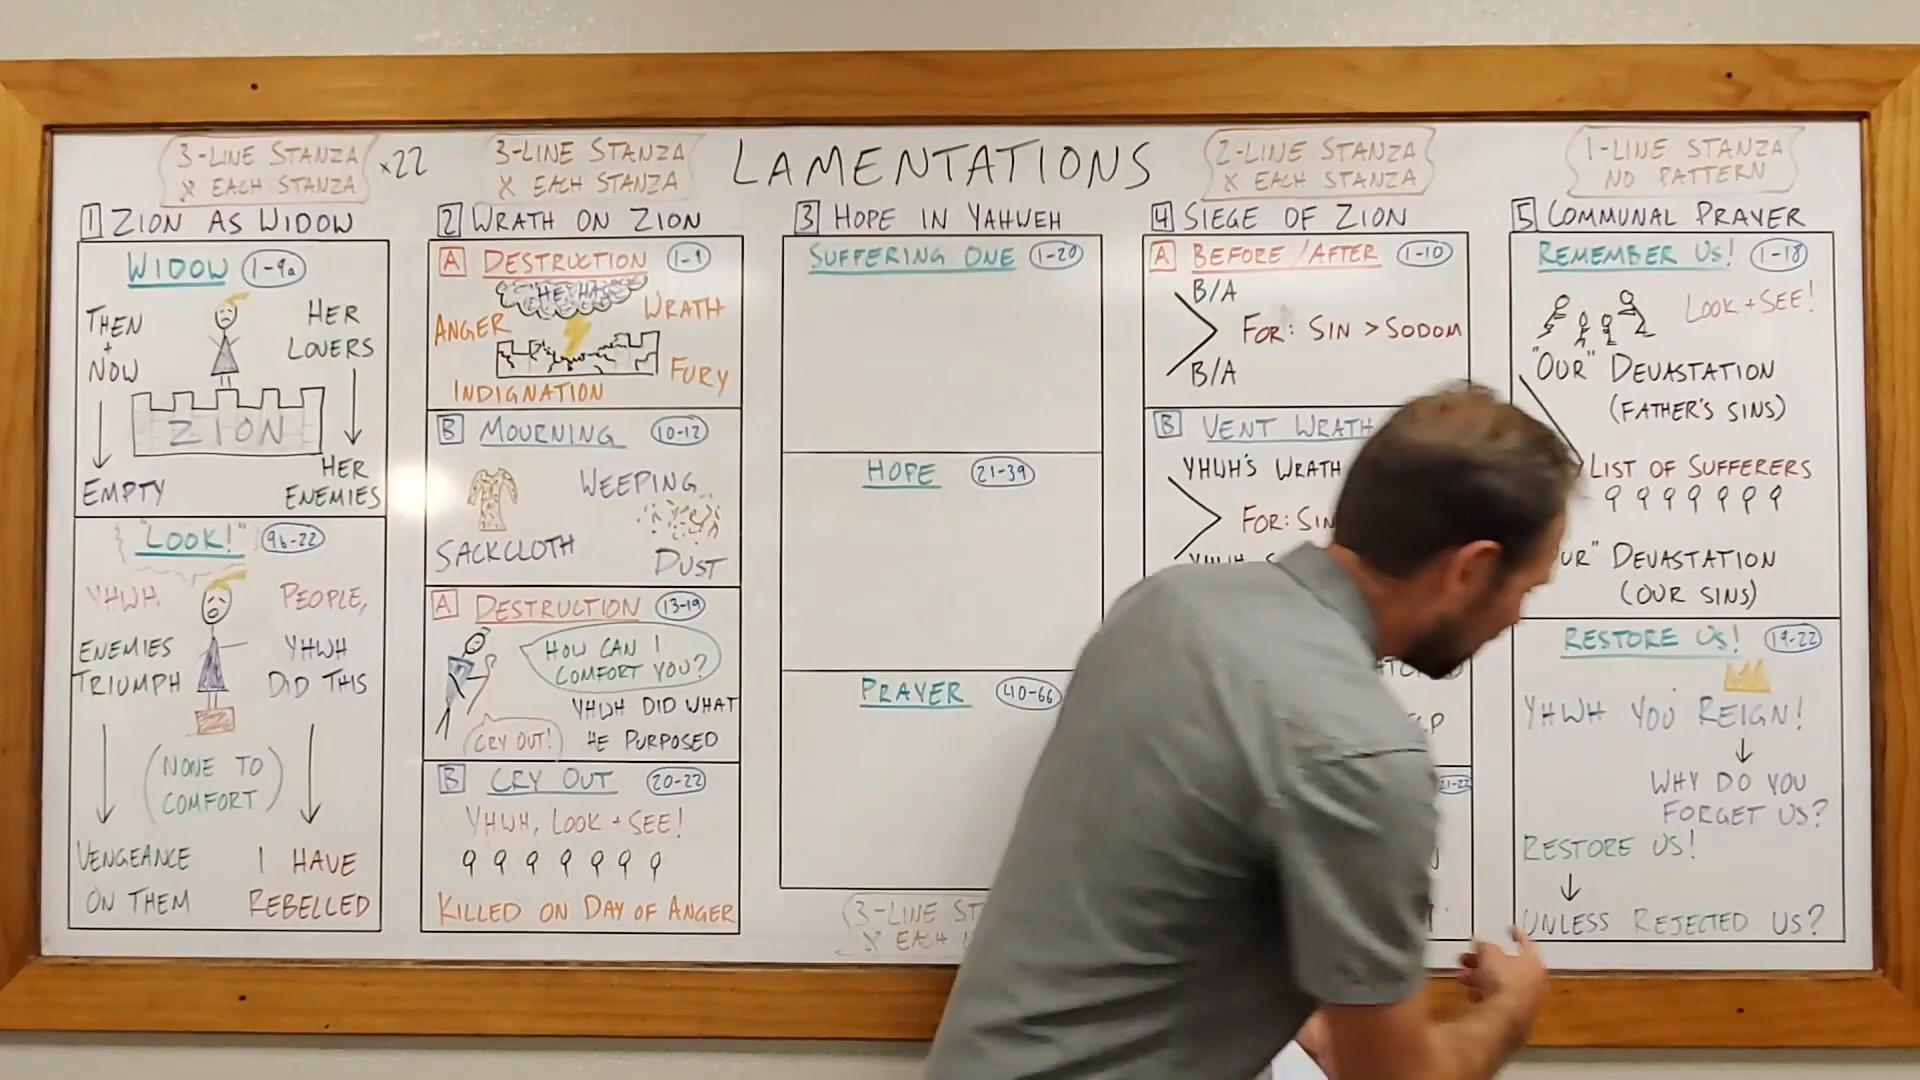 LAMENTATIONS
3-LINE STANZA
א EACH STANZA
×22
1 ZION AS WIDOW
WIDOW 1-9a
THEN
+
NOW
EMPTY
HER
LOVERS
HER
ENEMIES
ZION
"LOOK!" 9b-22
YHWH,
ENEMIES
TRIUMPH
VENGEANCE
ON THEM
PEOPLE,
YHWH
DID THIS
I HAVE
REBELLED
(NONE TO
COMFORT)
3-LINE STANZA
א EACH STANZA
2 WRATH ON ZION
A DESTRUCTION 1-9
"HE HAS"
ANGER
WRATH
FURY
INDIGNATION
B MOURNING 10-12
WEEPING
SACKCLOTH
DUST
A DESTRUCTION 13-19
HOW CAN I
COMFORT YOU?
YHWH DID WHAT
HE PURPOSED
CRY OUT!
B CRY OUT 20-22
YHWH, LOOK + SEE!
KILLED ON DAY OF ANGER
3 HOPE IN YAHWEH
SUFFERING ONE 1-20
HOPE 21-39
PRAYER 40-66
3-LINE
א EACH
2-LINE STANZA
א EACH STANZA
4 SIEGE OF ZION
A BEFORE/AFTER 1-10
B/A
FOR: SIN > SODOM
B/A
B VENT WRATH
YHWH'S WRATH
FOR: SIN
21-22
1-LINE STANZA
NO PATTERN
5 COMMUNAL PRAYER
REMEMBER US! 1-18
LOOK + SEE!
"OUR" DEVASTATION
(FATHER'S SINS)
LIST OF SUFFERERS
DEVASTATION
(OUR SINS)
RESTORE US! 19-22
YHWH YOU REIGN!
WHY DO YOU
FORGET US?
RESTORE US!
UNLESS REJECTED US?